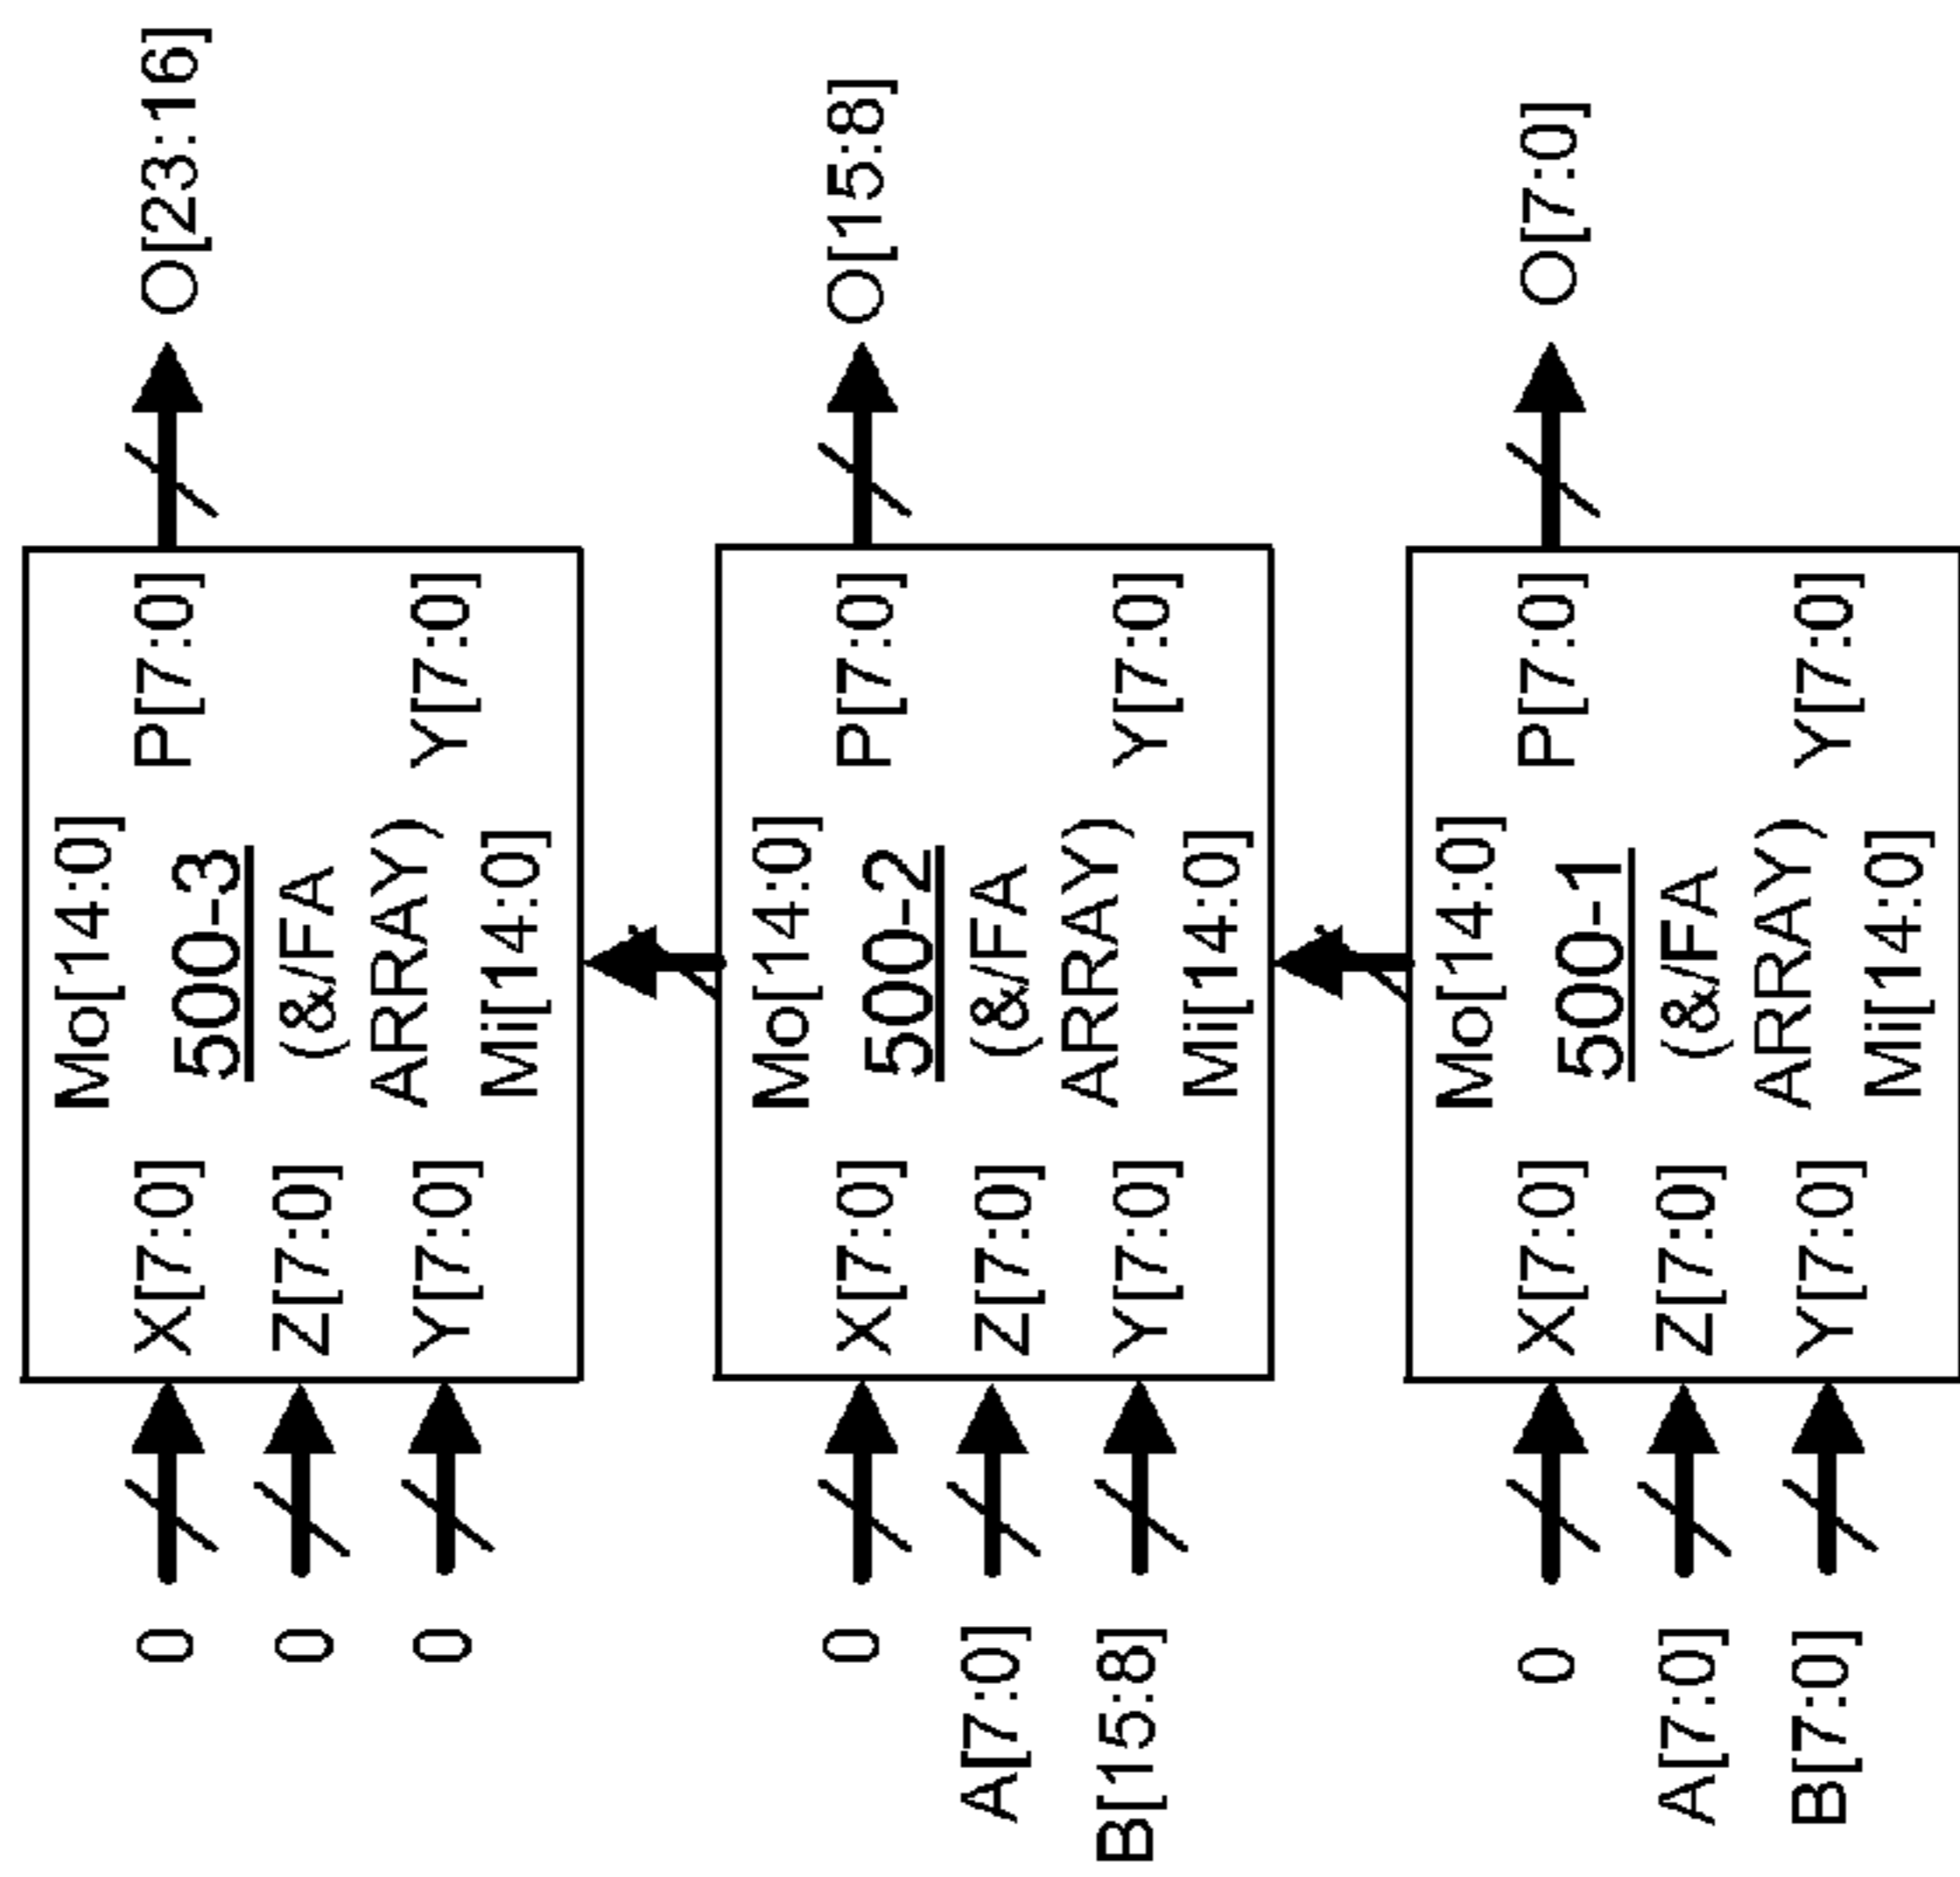 Mo[14:0]
0 X[7:0] P[7:0] O[23:16]
500-3
0 Z[7:0] (&/FA
ARRAY)
0 Y[7:0] Y[7:0]
Mi[14:0]
Mo[14:0]
0 X[7:0] P[7:0] O[15:8]
500-2
A[7:0] Z[7:0] (&/FA
ARRAY)
B[15:8] Y[7:0] Y[7:0]
Mi[14:0]
Mo[14:0]
0 X[7:0] P[7:0] O[7:0]
500-1
A[7:0] Z[7:0] (&/FA
ARRAY)
B[7:0] Y[7:0] Y[7:0]
Mi[14:0]